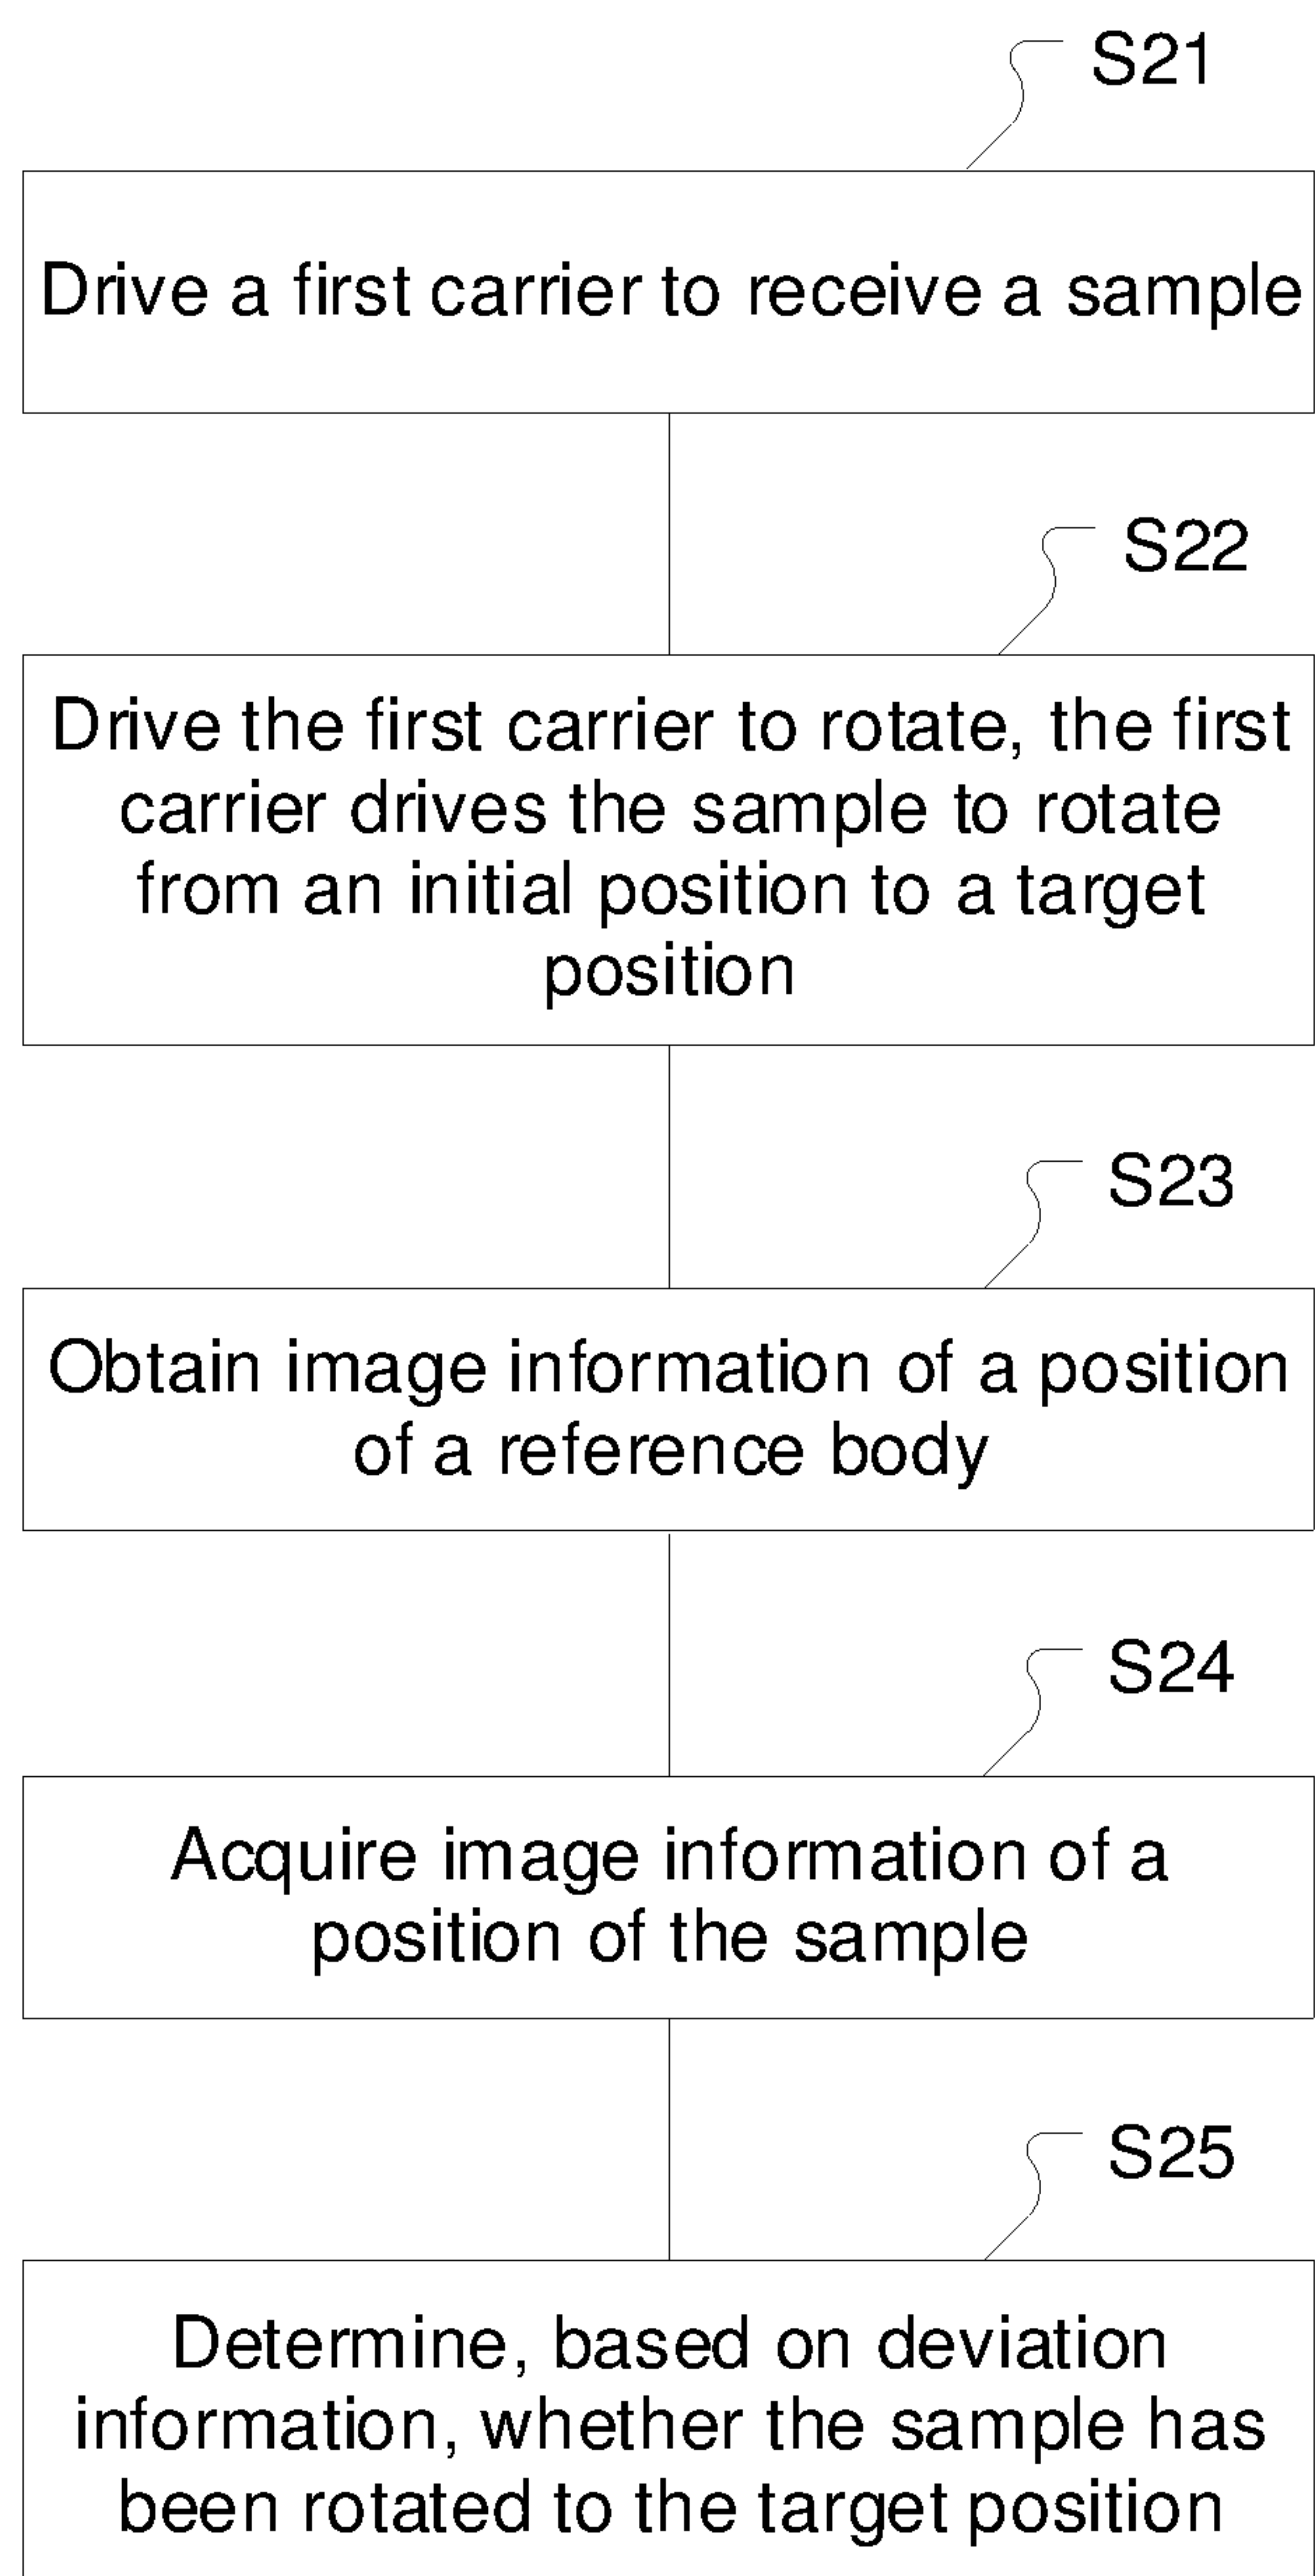 S21
Drive a first carrier to receive a sample
S22
Drive the first carrier to rotate, the first
carrier drives the sample to rotate
from an initial position to a target
position
S23
Obtain image information of a position
of a reference body
S24
Acquire image information of a
position of the sample
S25
Determine, based on deviation
information, whether the sample has
been rotated to the target position